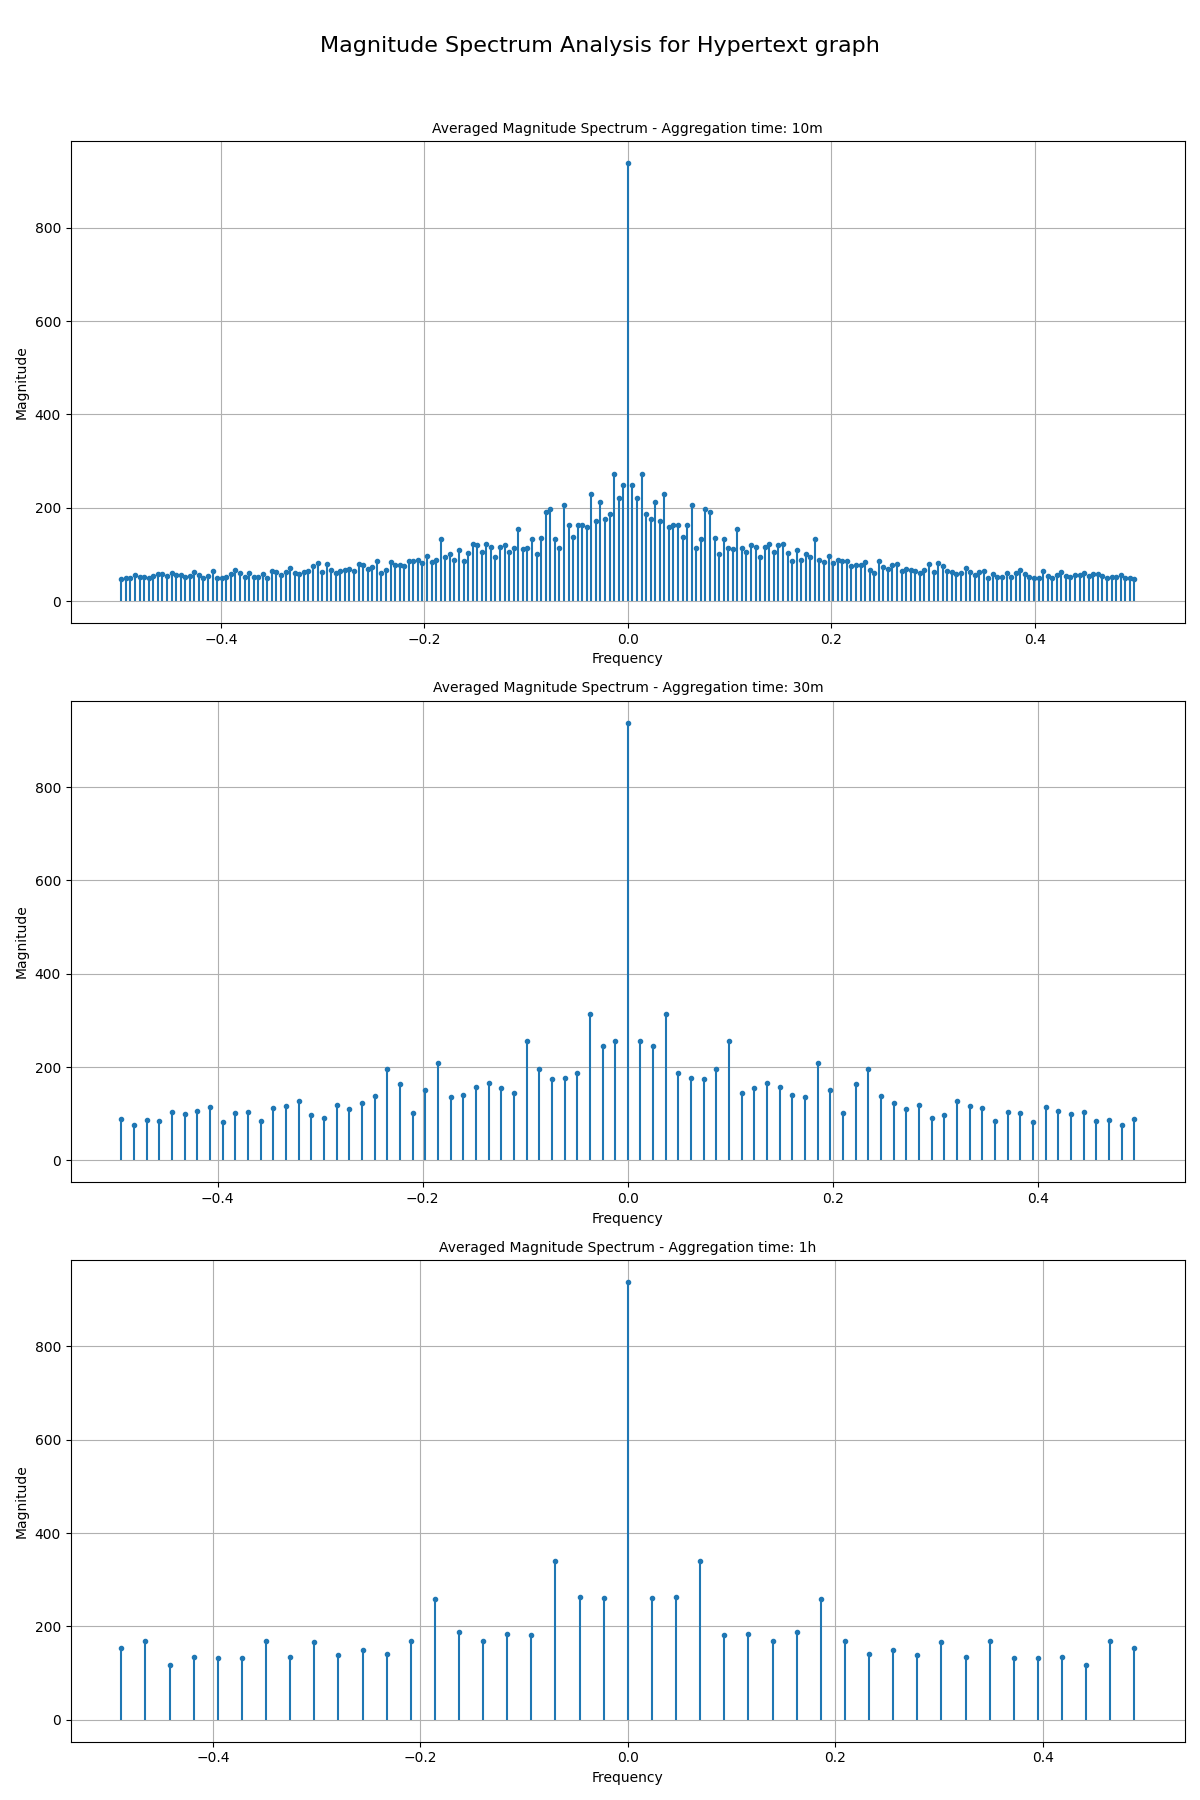 Magnitude Spectrum Analysis for Hypertext graph
Averaged Magnitude Spectrum - Aggregation time: 10m
Magnitude
800
600
400
200
0
−0.4 −0.2 0.0 0.2 0.4
Frequency
Averaged Magnitude Spectrum - Aggregation time: 30m
Magnitude
800
600
400
200
0
−0.4 −0.2 0.0 0.2 0.4
Frequency
Averaged Magnitude Spectrum - Aggregation time: 1h
Magnitude
800
600
400
200
0
−0.4 −0.2 0.0 0.2 0.4
Frequency